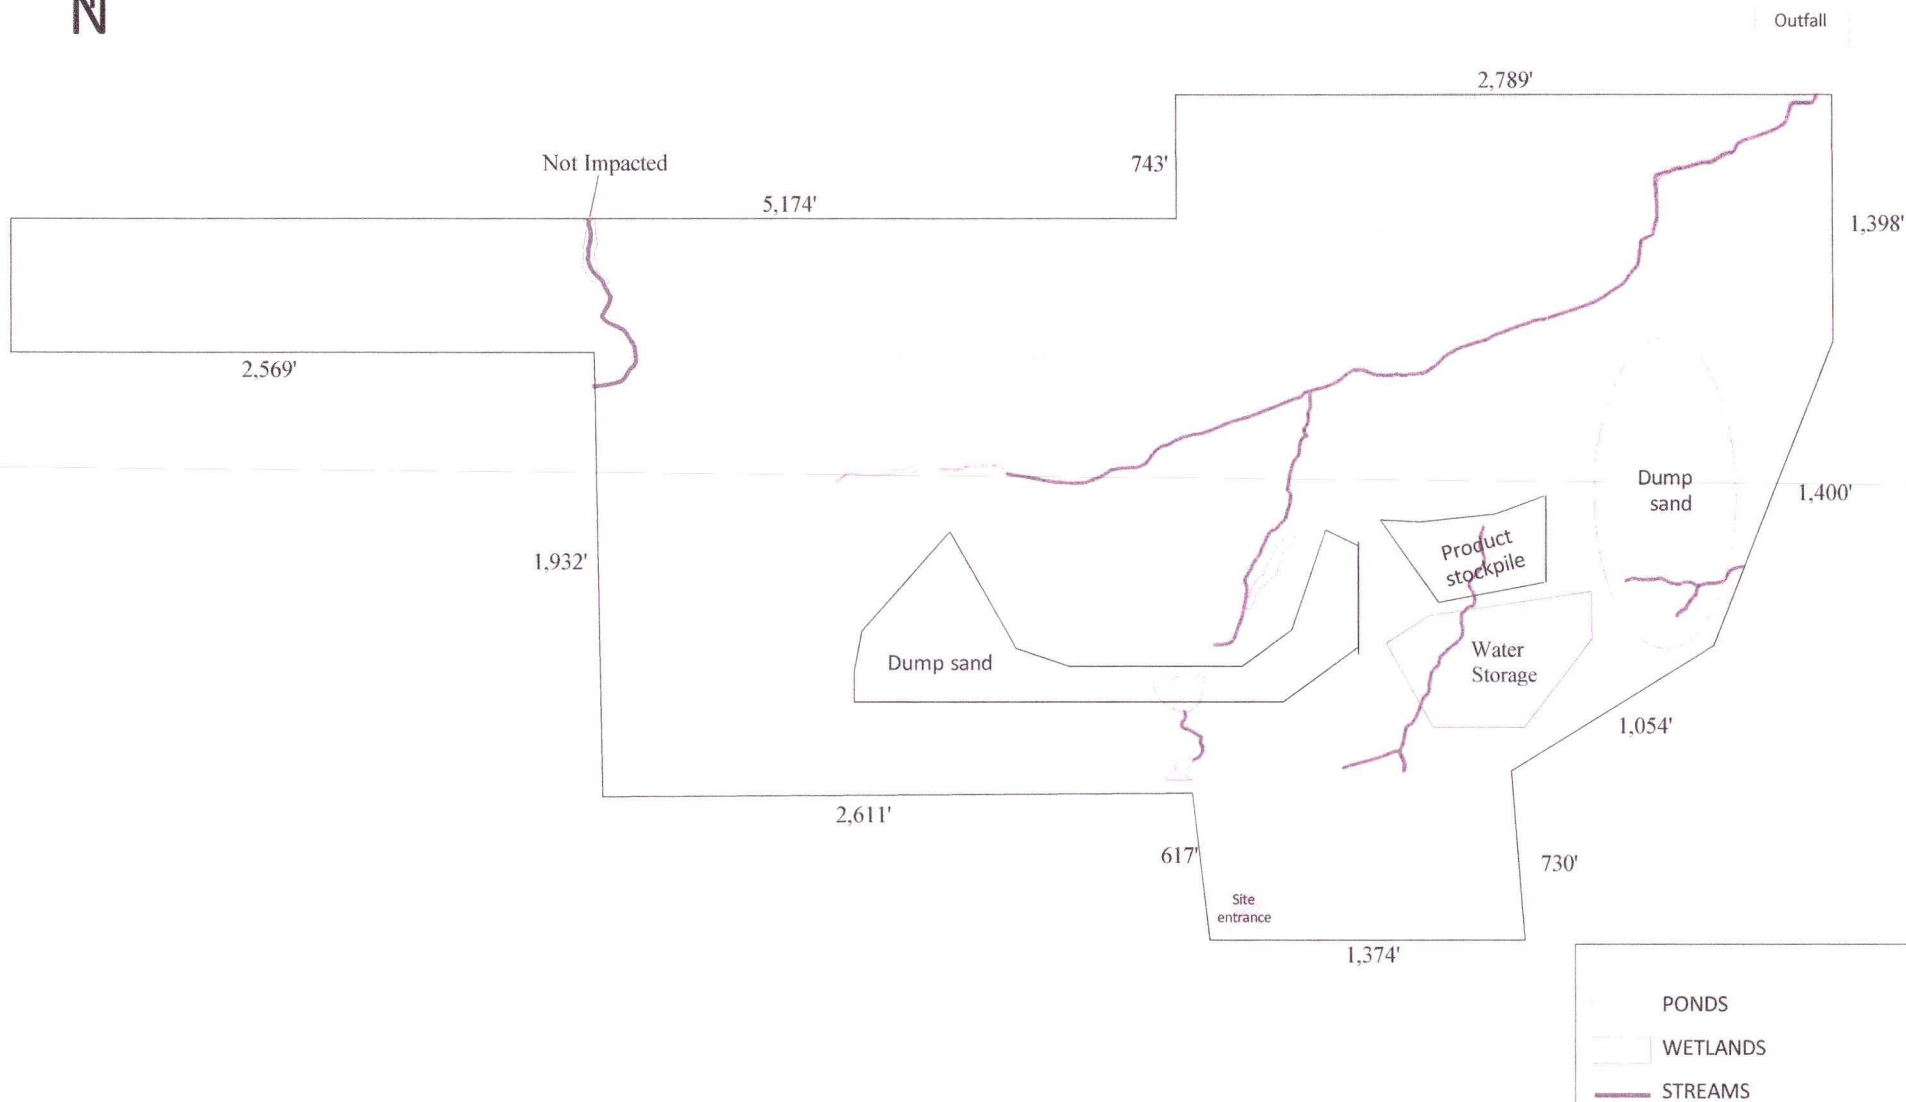 N
Outfall
2,789'
Not Impacted
743'
5,174'
1,398'
2,569'
Dump
sand
1,400'
Product
stockpile
1,932'
Water
Storage
Dump sand
1,054'
2,611'
617'
730'
Site
entrance
1,374'
PONDS
WETLANDS
STREAMS